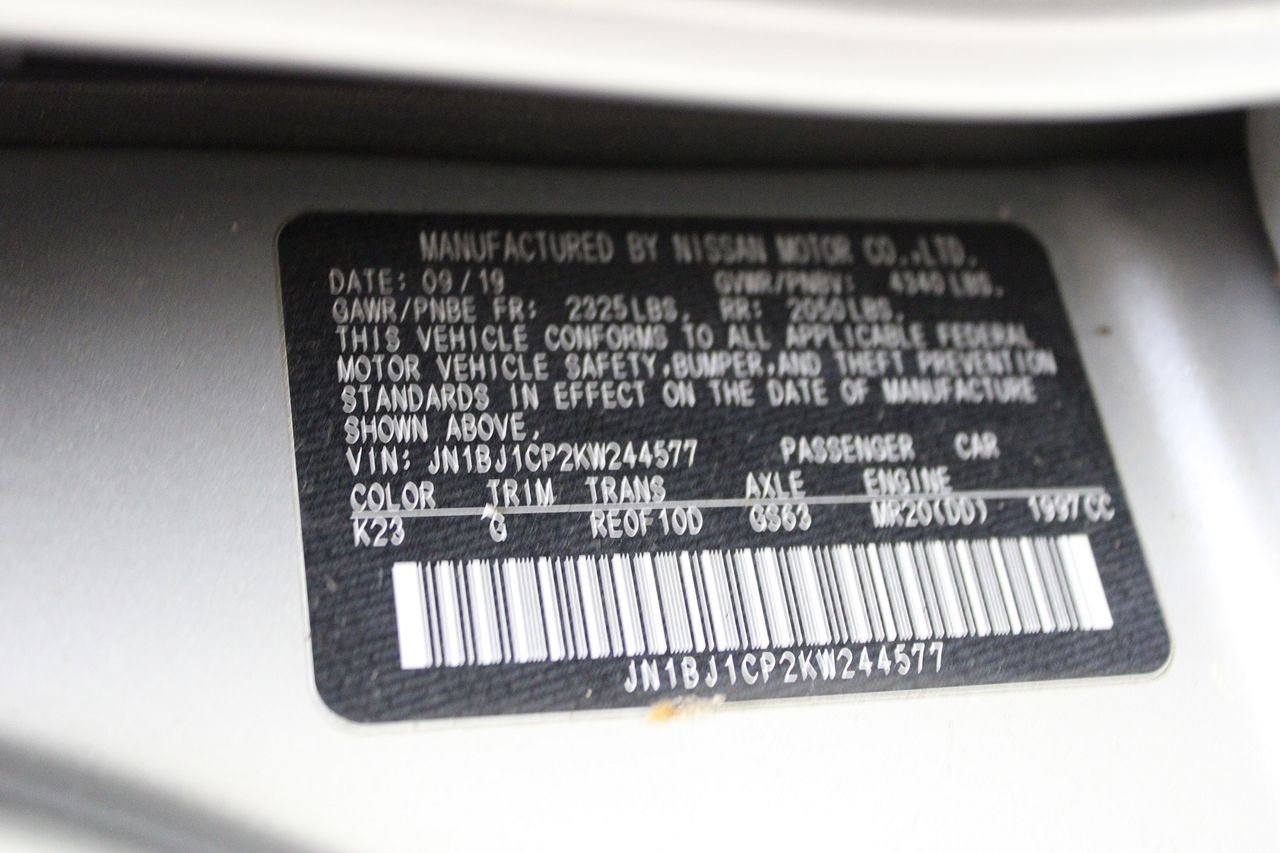 MANUFACTURED BY NISSAN MOTOR CO.,LTD.
DATE: 09/19 GVWR/PNBV: 4340 LBS.
GAWR/PNBE FR: 2325LBS. RR: 2050LBS.
THIS VEHICLE CONFORMS TO ALL APPLICABLE FEDERAL
MOTOR VEHICLE SAFETY,BUMPER,AND THEFT PREVENTION
STANDARDS IN EFFECT ON THE DATE OF MANUFACTURE
SHOWN ABOVE.
VIN: JN1BJ1CP2KW244577 PASSENGER CAR
COLOR TRIM TRANS AXLE ENGINE
K23 G RE0F10D GS63 MR20(DD) 1997CC
JN1BJ1CP2KW244577